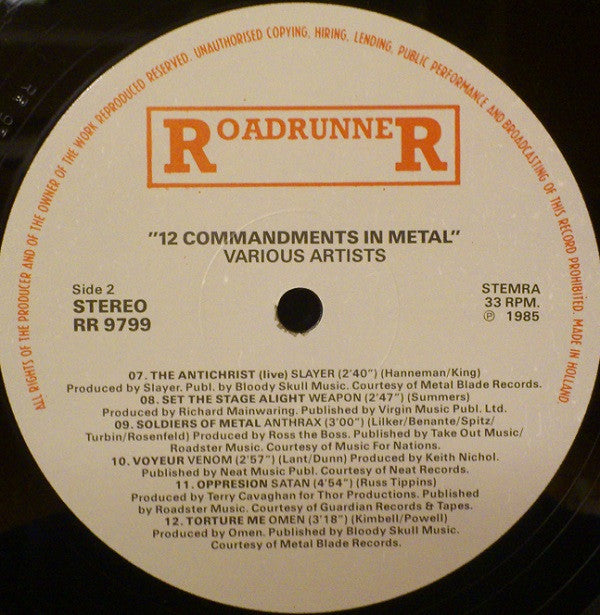 ALL RIGHTS OF THE PRODUCER AND OF THE OWNER OF THE WORK REPRODUCED RESERVED. UNAUTHORISED COPYING, HIRING, LENDING, PUBLIC PERFORMANCE AND BROADCASTING OF THIS RECORD PROHIBITED. MADE IN HOLLAND
ROADRUNNER
"12 COMMANDMENTS IN METAL"
VARIOUS ARTISTS
Side 2
STEREO
RR 9799
STEMRA
33 RPM.
℗ 1985
07. THE ANTICHRIST (live) SLAYER (2'40") (Hanneman/King)
Produced by Slayer. Publ. by Bloody Skull Music. Courtesy of Metal Blade Records.
08. SET THE STAGE ALIGHT WEAPON (2'47") (Summers)
Produced by Richard Mainwaring. Published by Virgin Music Publ. Ltd.
09. SOLDIERS OF METAL ANTHRAX (3'00") (Lilker/Benante/Spitz/
Turbin/Rosenfeld) Produced by Ross the Boss. Published by Take Out Music/
Roadster Music. Courtesy of Music For Nations.
10. VOYEUR VENOM (2'57") (Lant/Dunn) Produced by Keith Nichol.
Published by Neat Music Publ. Courtesy of Neat Records.
11. OPPRESION SATAN (4'54") (Russ Tippins)
Produced by Terry Cavaghan for Thor Productions. Published
by Roadster Music. Courtesy of Guardian Records & Tapes.
12. TORTURE ME OMEN (3'18") (Kimbell/Powell)
Produced by Omen. Published by Bloody Skull Music.
Courtesy of Metal Blade Records.